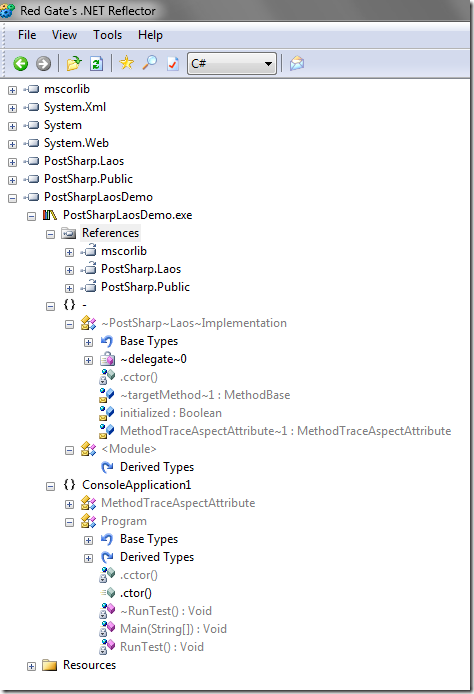 Red Gate's .NET Reflector
File View Tools Help
C#
mscorlib
System.Xml
System
System.Web
PostSharp.Laos
PostSharp.Public
PostSharpLaosDemo
PostSharpLaosDemo.exe
References
mscorlib
PostSharp.Laos
PostSharp.Public
{} -
~PostSharp~Laos~Implementation
Base Types
~delegate~0
.cctor()
~targetMethod~1 : MethodBase
initialized : Boolean
MethodTraceAspectAttribute~1 : MethodTraceAspectAttribute
<Module>
Derived Types
{} ConsoleApplication1
MethodTraceAspectAttribute
Program
Base Types
Derived Types
.cctor()
.ctor()
~RunTest() : Void
Main(String[]) : Void
RunTest() : Void
Resources